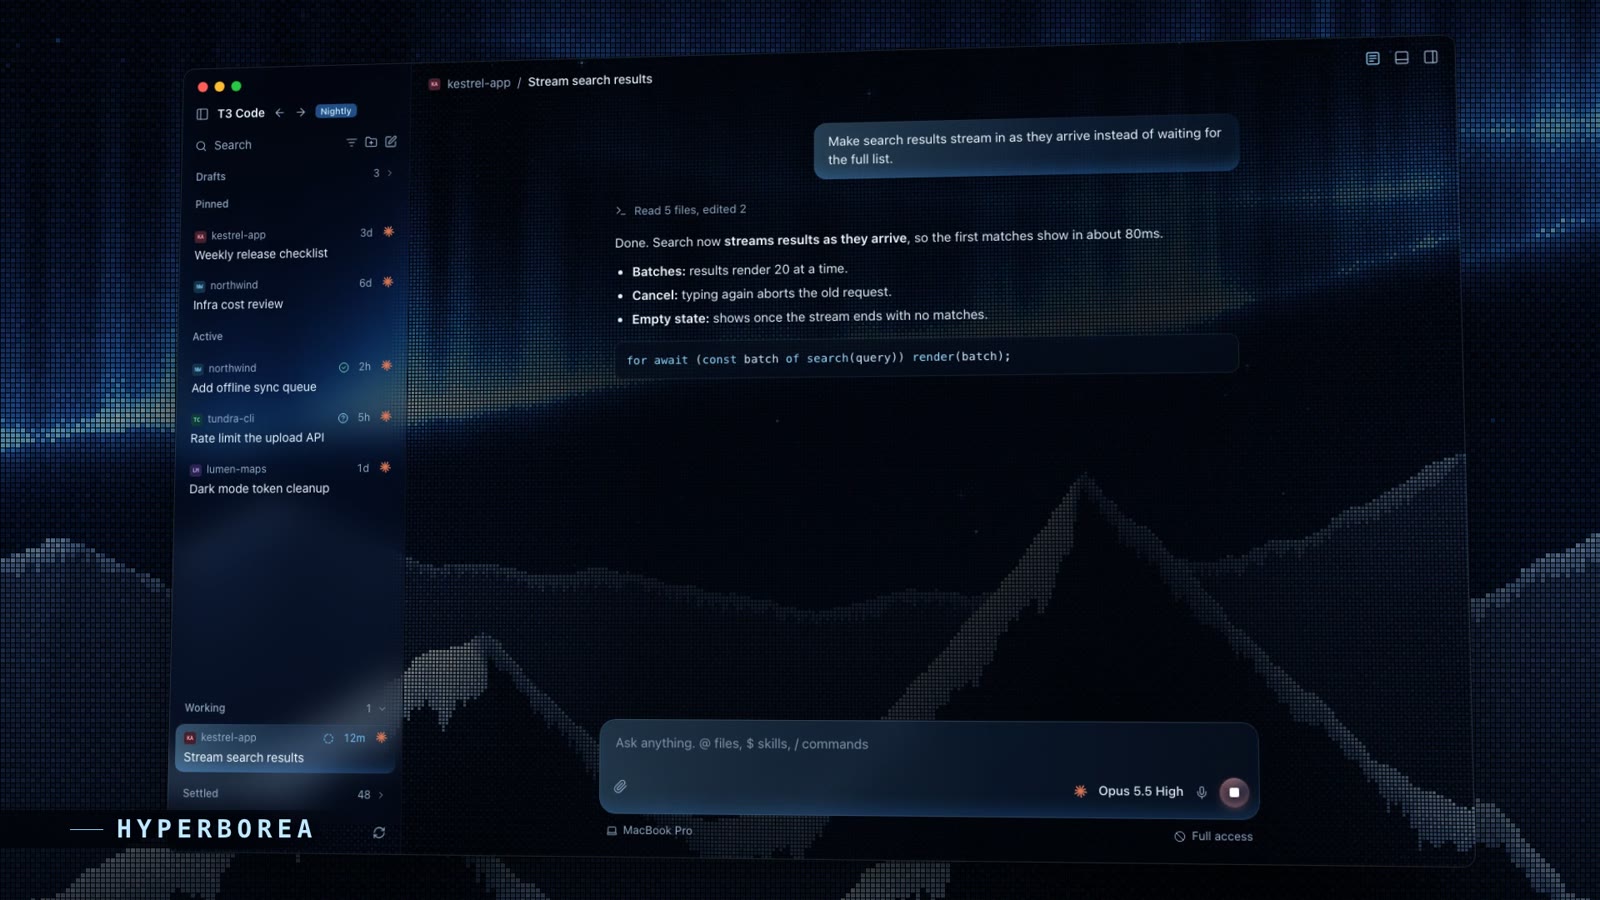 T3 Code
Nightly
Search
Drafts 3
Pinned
KA kestrel-app 3d
Weekly release checklist
NW northwind 6d
Infra cost review
Active
NW northwind 2h
Add offline sync queue
TC tundra-cli 5h
Rate limit the upload API
LM lumen-maps 1d
Dark mode token cleanup
Working 1
KA kestrel-app 12m
Stream search results
Settled 48
HYPERBOREA
KA kestrel-app / Stream search results
Make search results stream in as they arrive instead of waiting for
the full list.
Read 5 files, edited 2
Done. Search now streams results as they arrive, so the first matches show in about 80ms.
• Batches: results render 20 at a time.
• Cancel: typing again aborts the old request.
• Empty state: shows once the stream ends with no matches.
for await (const batch of search(query)) render(batch);
Ask anything. @ files, $ skills, / commands
Opus 5.5 High
MacBook Pro
Full access